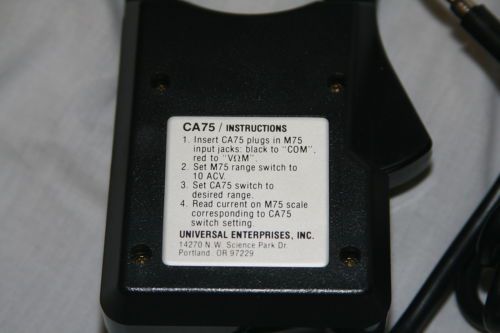 CA75 / INSTRUCTIONS
1. Insert CA75 plugs in M75
input jacks: black to "COM",
red to "VΩM".
2. Set M75 range switch to
10 ACV.
3. Set CA75 switch to
desired range.
4. Read current on M75 scale
corresponding to CA75
switch setting.
UNIVERSAL ENTERPRISES, INC.
14270 N.W. Science Park Dr.
Portland, OR 97229